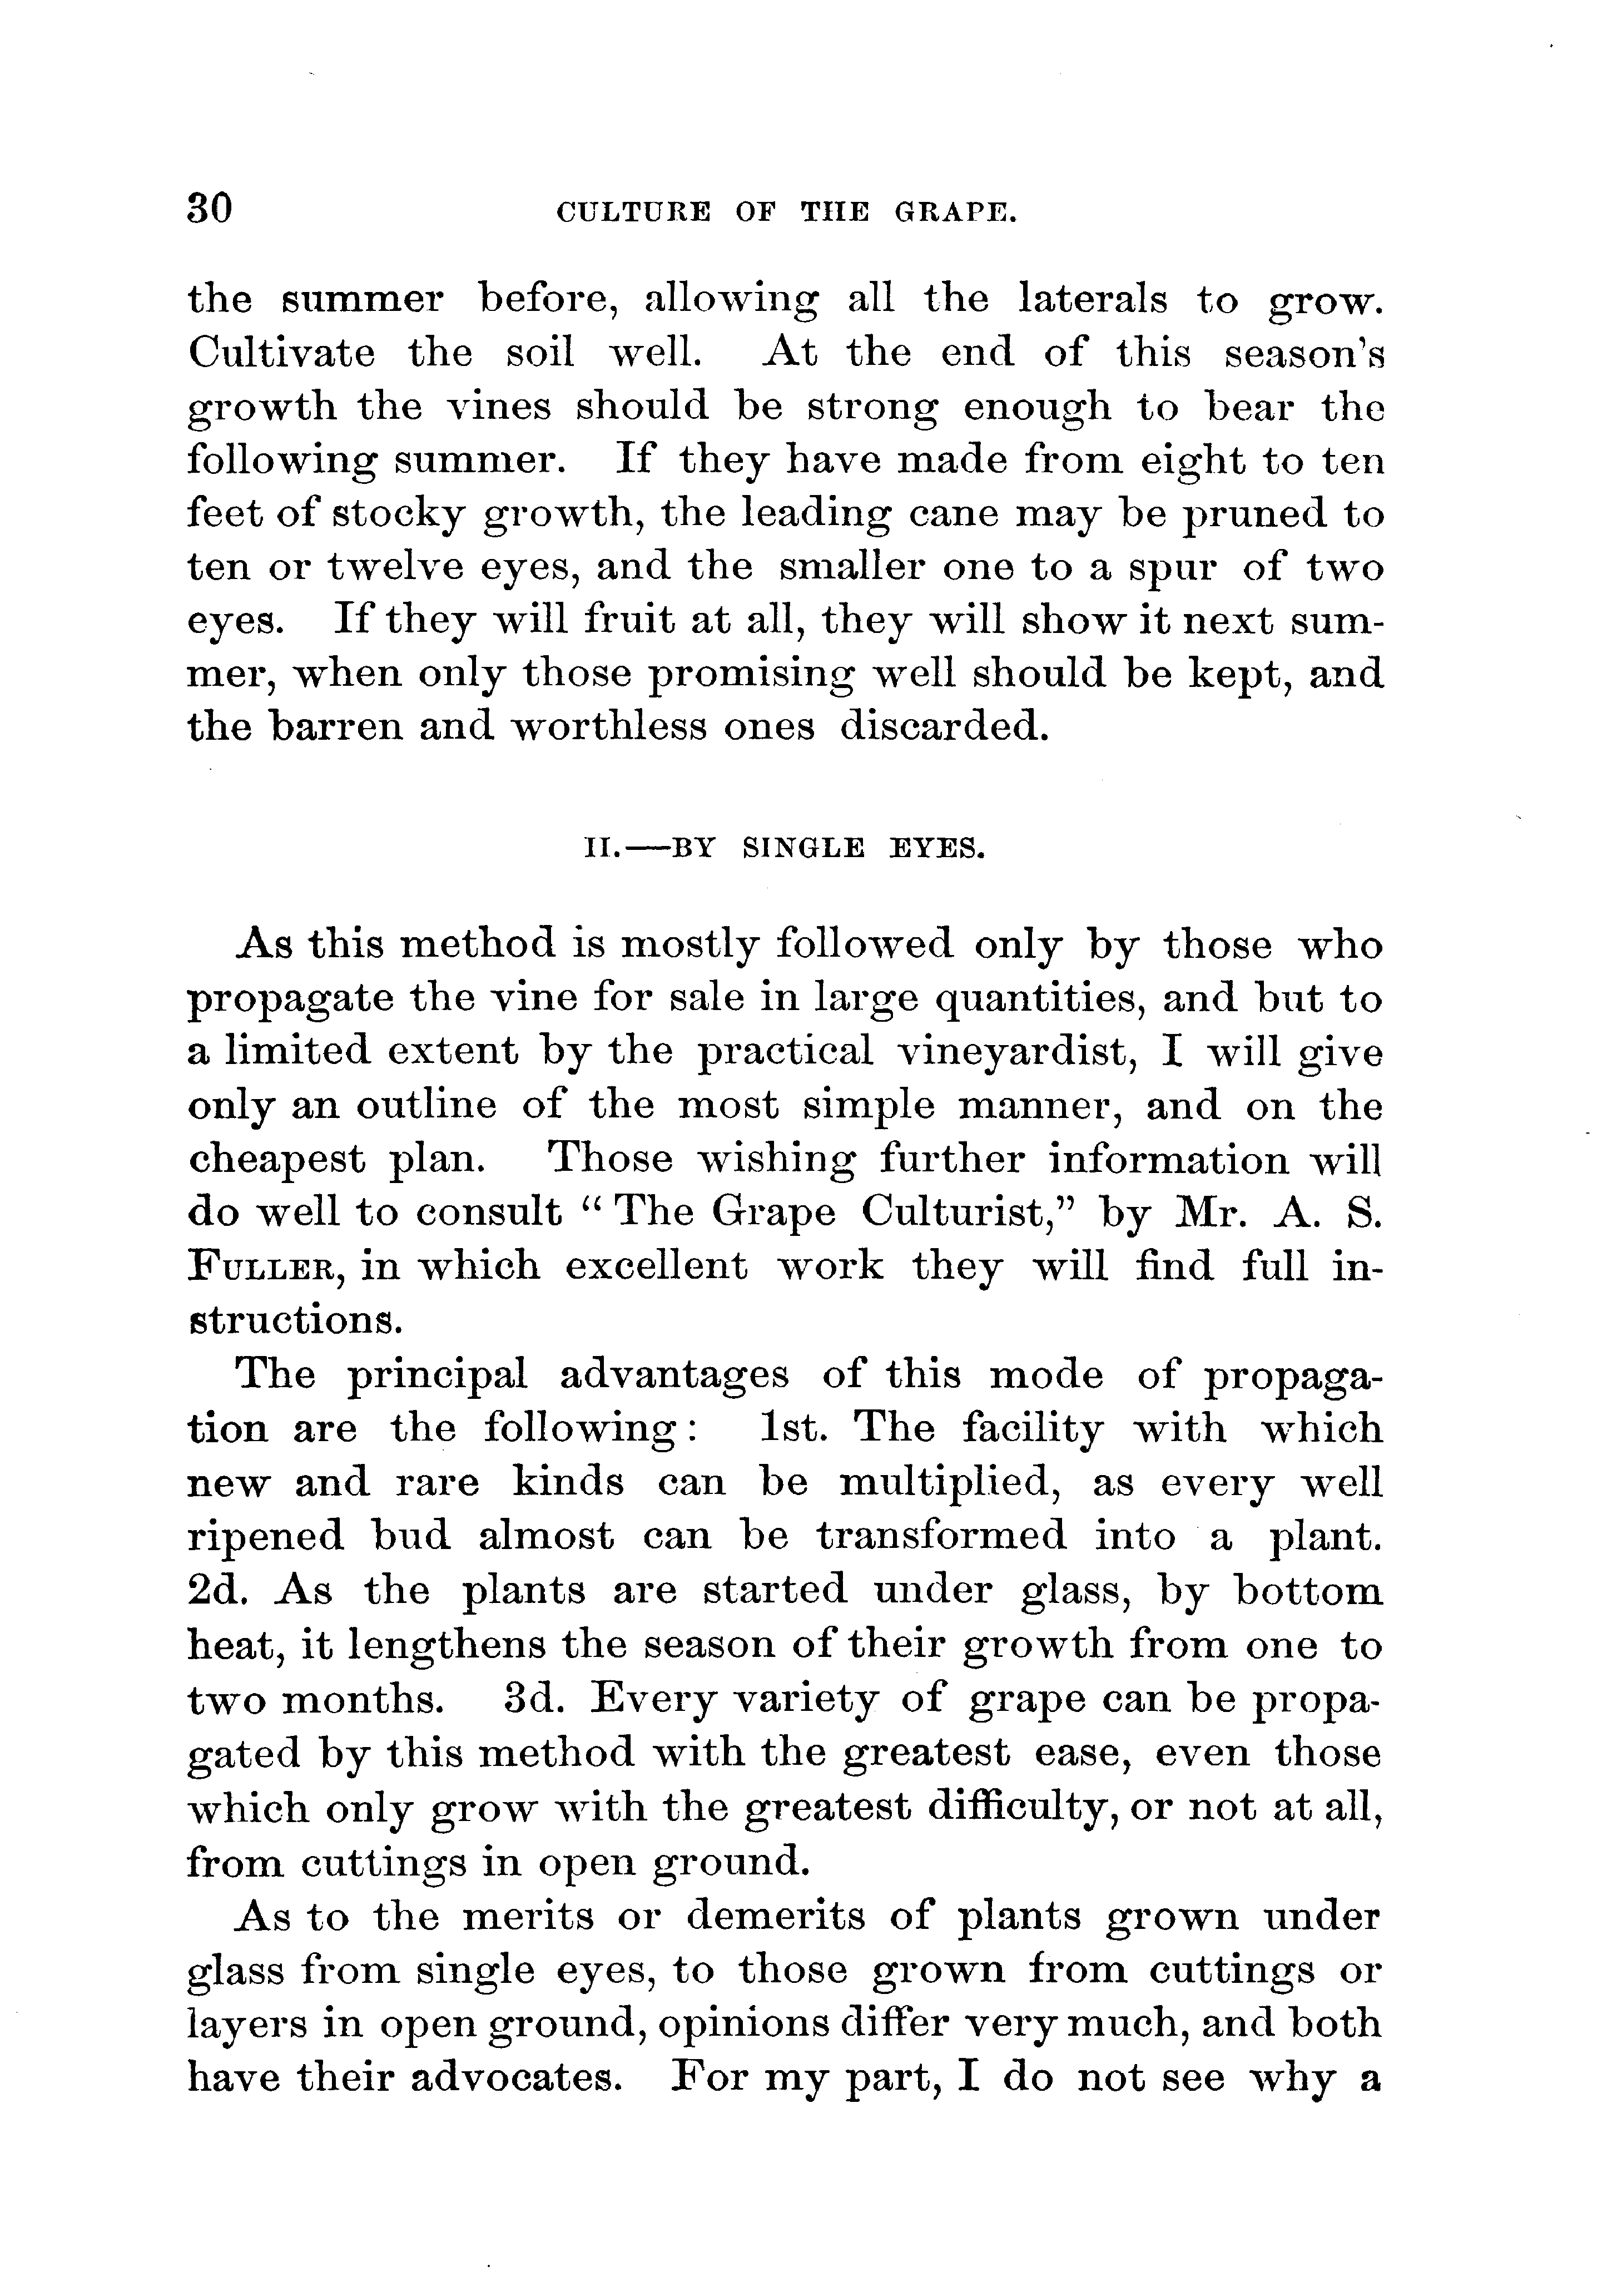 30 CULTURE OF THE GRAPE.
the summer before, allowing all the laterals to grow.
Cultivate the soil well. At the end of this season's
growth the vines should be strong enough to bear the
following summer. If they have made from eight to ten
feet of stocky growth, the leading cane may be pruned to
ten or twelve eyes, and the smaller one to a spur of two
eyes. If they will fruit at all, they will show it next sum-
mer, when only those promising well should be kept, and
the barren and worthless ones discarded.
II.—BY SINGLE EYES.
As this method is mostly followed only by those who
propagate the vine for sale in large quantities, and but to
a limited extent by the practical vineyardist, I will give
only an outline of the most simple manner, and on the
cheapest plan. Those wishing further information will
do well to consult “The Grape Culturist,” by Mr. A. S.
FULLER, in which excellent work they will find full in-
structions.
The principal advantages of this mode of propaga-
tion are the following: 1st. The facility with which
new and rare kinds can be multiplied, as every well
ripened bud almost can be transformed into a plant.
2d. As the plants are started under glass, by bottom
heat, it lengthens the season of their growth from one to
two months. 3d. Every variety of grape can be propa-
gated by this method with the greatest ease, even those
which only grow with the greatest difficulty, or not at all,
from cuttings in open ground.
As to the merits or demerits of plants grown under
glass from single eyes, to those grown from cuttings or
layers in open ground, opinions differ very much, and both
have their advocates. For my part, I do not see why a